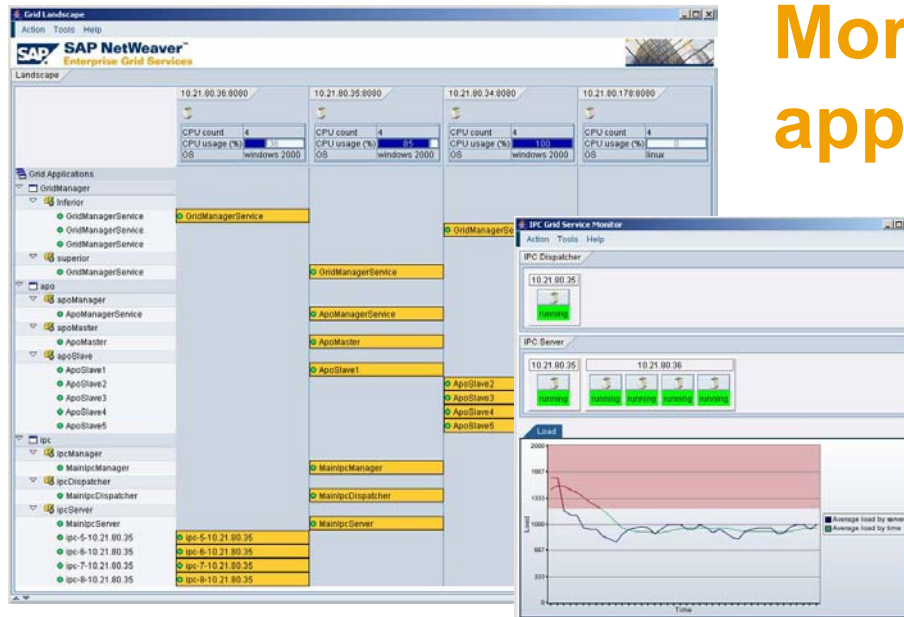 Grid Landscape
Action Tools Help
SAP SAP NetWeaver™
Enterprise Grid Services
Landscape
10.21.80.36:8080 10.21.80.35:8080 10.21.80.34:8080 10.21.80.178:8080
CPU count 4 CPU count 4 CPU count 4 CPU count 4
CPU usage (%) CPU usage (%) 85 CPU usage (%) 100 CPU usage (%) 0
OS windows 2000 OS windows 2000 OS windows 2000 OS linux
Grid Applications
GridManager
Inferior
GridManagerService GridManagerService
GridManagerService GridManagerSe
GridManagerService
superior
GridManagerService GridManagerService
apo
apoManager
ApoManagerService ApoManagerService
apoMaster
ApoMaster ApoMaster
apoSlave
ApoSlave1 ApoSlave1
ApoSlave2 ApoSlave2
ApoSlave3 ApoSlave3
ApoSlave4 ApoSlave4
ApoSlave5 ApoSlave5
ipc
ipcManager
MainIpcManager MainIpcManager
ipcDispatcher
MainIpcDispatcher MainIpcDispatcher
ipcServer
MainIpcServer MainIpcServer
ipc-5-10.21.80.35 ipc-5-10.21.80.35
ipc-6-10.21.80.35 ipc-6-10.21.80.35
ipc-7-10.21.80.35 ipc-7-10.21.80.35
ipc-8-10.21.80.35 ipc-8-10.21.80.35
Mor
app
IPC Grid Service Monitor
Action Tools Help
IPC Dispatcher
10.21.80.35
running
IPC Server
10.21.80.35 10.21.80.36
running running running running running
Load
2000
1667
1333
1000
667
333
0
Load
Time
Average load by server
Average load by time